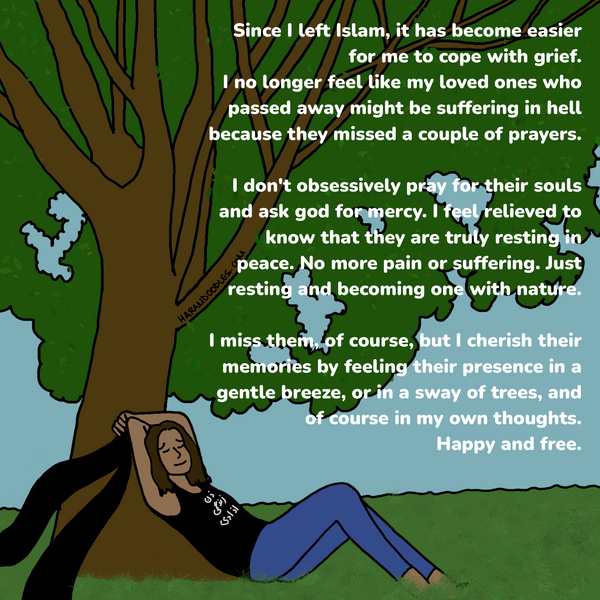 Since I left Islam, it has become easier
for me to cope with grief.
I no longer feel like my loved ones who
passed away might be suffering in hell
because they missed a couple of prayers.
I don't obsessively pray for their souls
and ask god for mercy. I feel relieved to
know that they are truly resting in
peace. No more pain or suffering. Just
resting and becoming one with nature.
I miss them, of course, but I cherish their
memories by feeling their presence in a
gentle breeze, or in a sway of trees, and
of course in my own thoughts.
Happy and free.
HARAMDOODLES.COM
زن
زندگی
آزادی